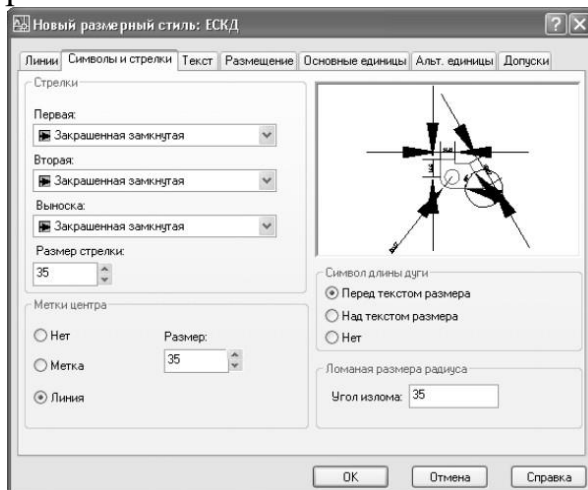 Новый размерный стиль: ЕСКД
Линии Символы и стрелки Текст Размещение Основные единицы Альт. единицы Допуски
Стрелки
Первая:
Закрашенная замкнутая
Вторая:
Закрашенная замкнутая
Выноска:
Закрашенная замкнутая
Размер стрелки:
35
Метки центра
Нет
Размер:
35
Метка
Линия
Символ длины дуги
Перед текстом размера
Над текстом размера
Нет
Ломаная размера радиуса
Угол излома: 35
ОК Отмена Справка